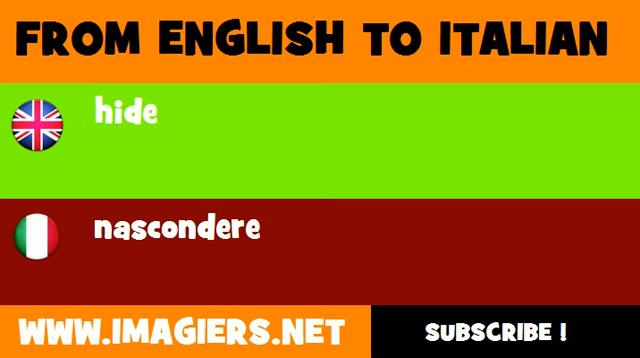 FROM ENGLISH TO ITALIAN
hide
nascondere
WWW.IMAGIERS.NET
SUBSCRIBE !